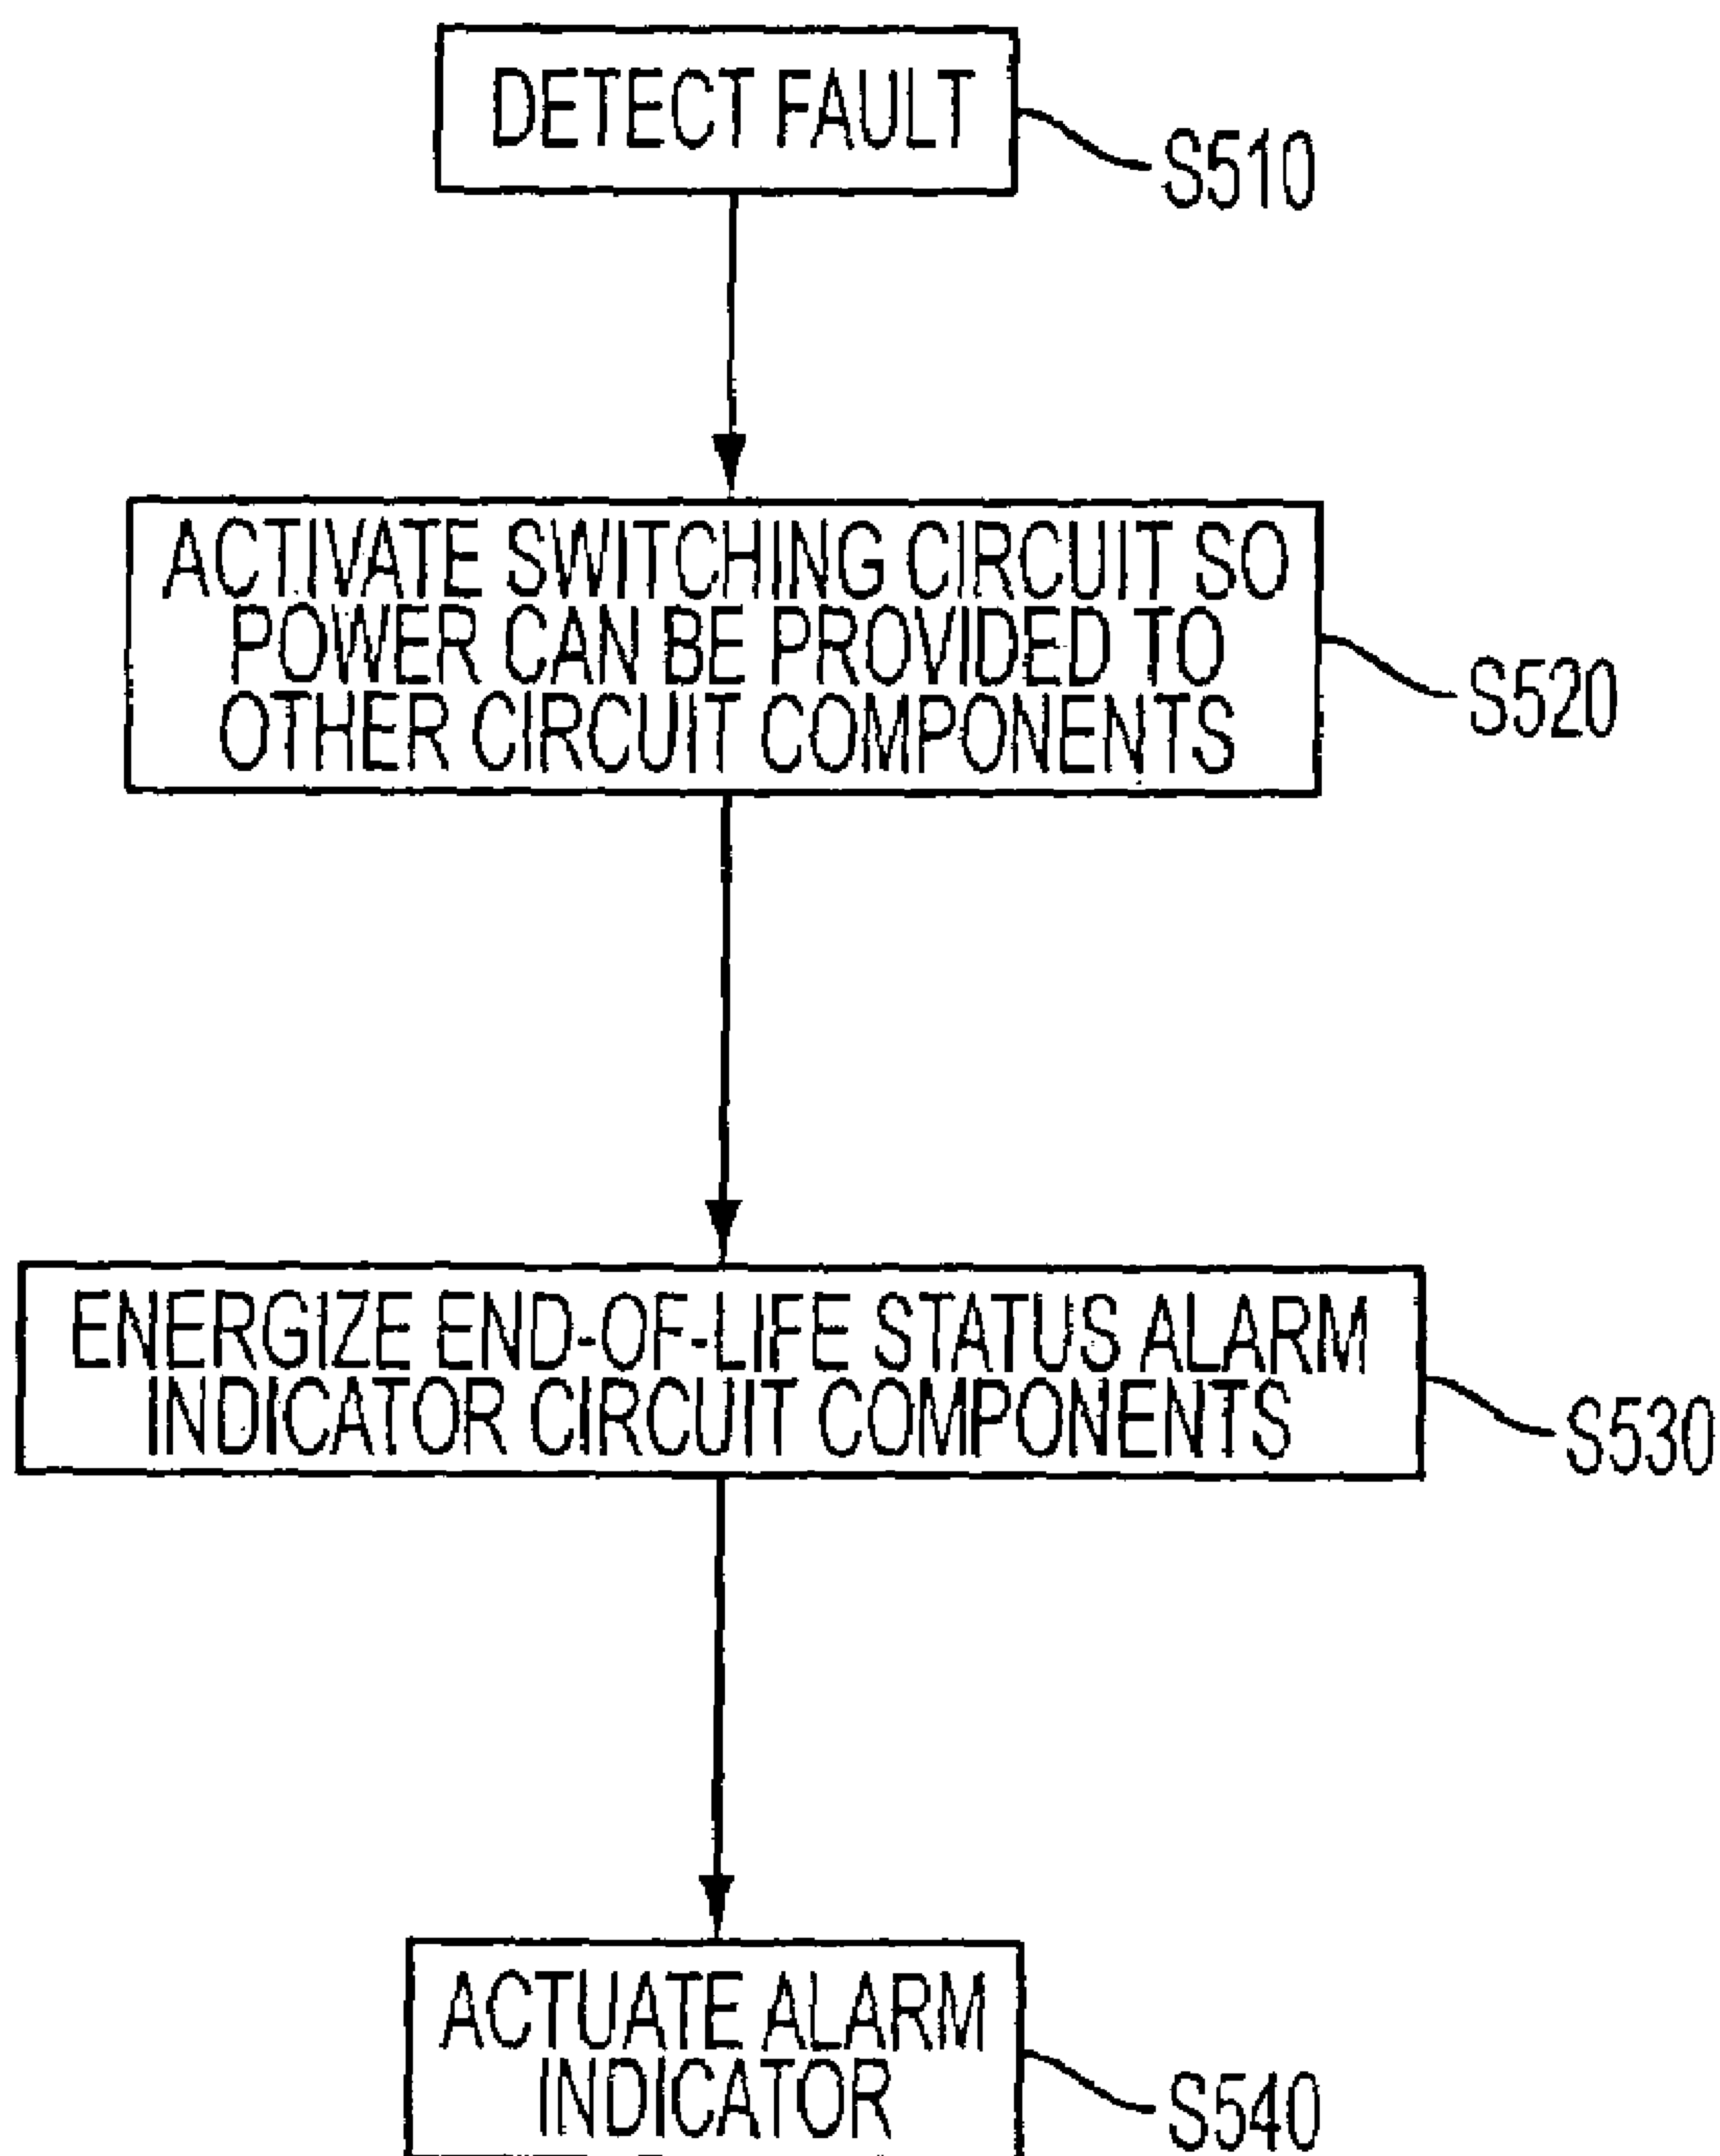 DETECT FAULT
S510
ACTIVATE SWITCHING CIRCUIT SO
POWER CAN BE PROVIDED TO
OTHER CIRCUIT COMPONENTS
S520
ENERGIZE END-OF-LIFE STATUS ALARM
INDICATOR CIRCUIT COMPONENTS
S530
ACTUATE ALARM
INDICATOR
S540